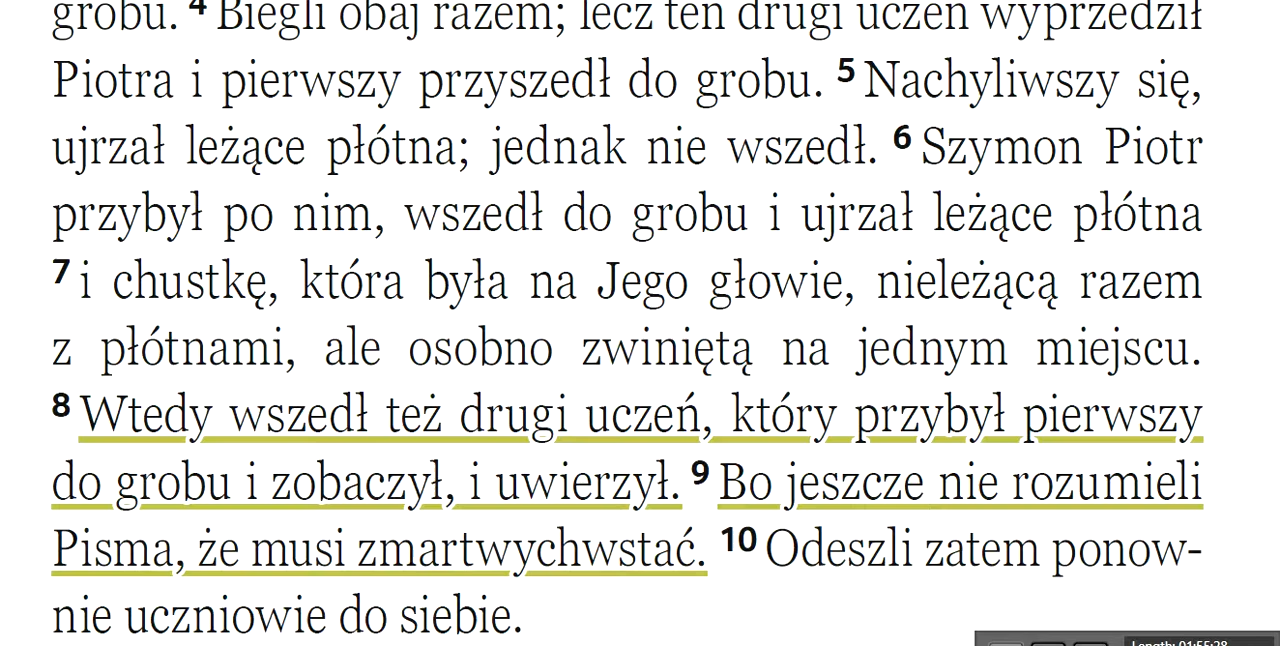 grobu. 4 Biegli obaj razem; lecz ten drugi uczeń wyprzedził
Piotra i pierwszy przyszedł do grobu. 5 Nachyliwszy się,
ujrzał leżące płótna; jednak nie wszedł. 6 Szymon Piotr
przybył po nim, wszedł do grobu i ujrzał leżące płótna
7 i chustkę, która była na Jego głowie, nieleżącą razem
z płótnami, ale osobno zwiniętą na jednym miejscu.
8 Wtedy wszedł też drugi uczeń, który przybył pierwszy
do grobu i zobaczył, i uwierzył. 9 Bo jeszcze nie rozumieli
Pisma, że musi zmartwychwstać. 10 Odeszli zatem ponow-
nie uczniowie do siebie.
Length: 01:55:28